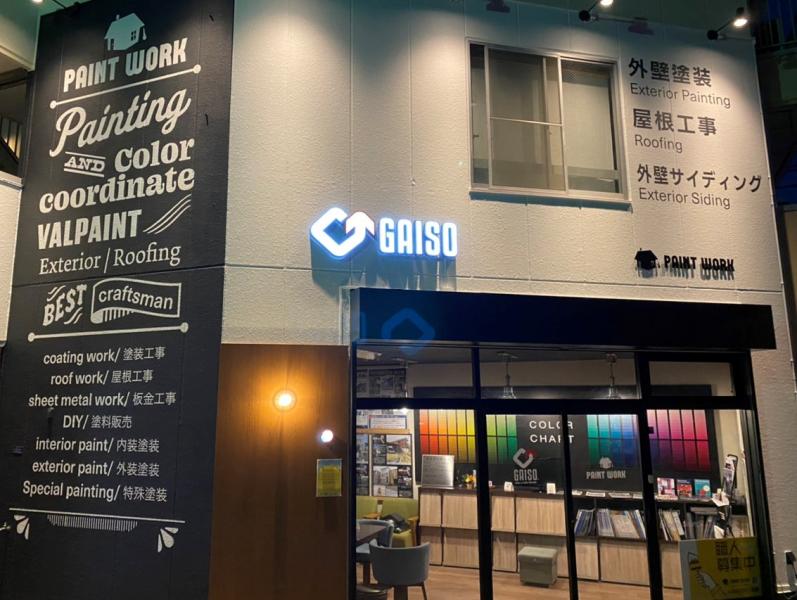 PAINT WORK
Painting
AND Color
coordinate
VALPAINT
Exterior / Roofing
BEST craftsman
coating work/ 塗装工事
roof work/ 屋根工事
sheet metal work/ 板金工事
DIY/ 塗料販売
interior paint/ 内装塗装
exterior paint/ 外装塗装
Special painting/ 特殊塗装
GAISO
外壁塗装
Exterior Painting
屋根工事
Roofing
外壁サイディング
Exterior Siding
PAINT WORK
COLOR
CHART
GAISO
PAINT WORK
職人
募集中